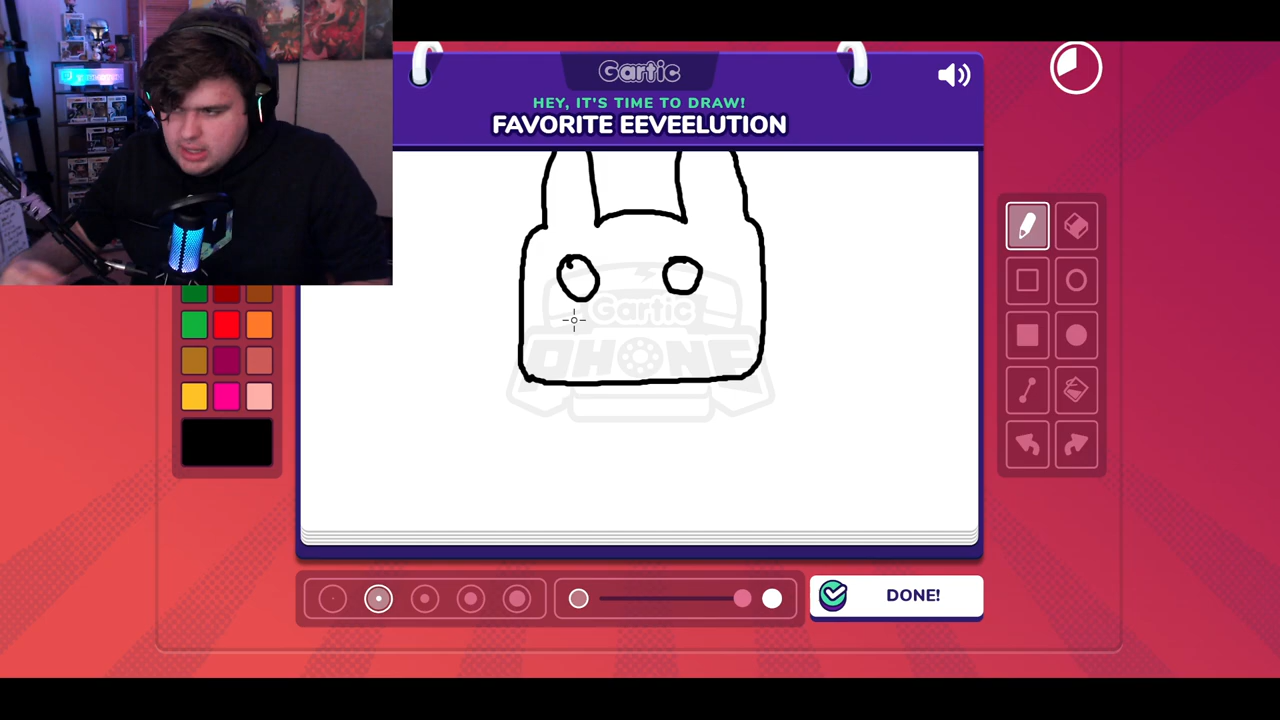 Gartic
HEY, IT'S TIME TO DRAW!
FAVORITE EEVEELUTION
Gartic
PHONE
DONE!